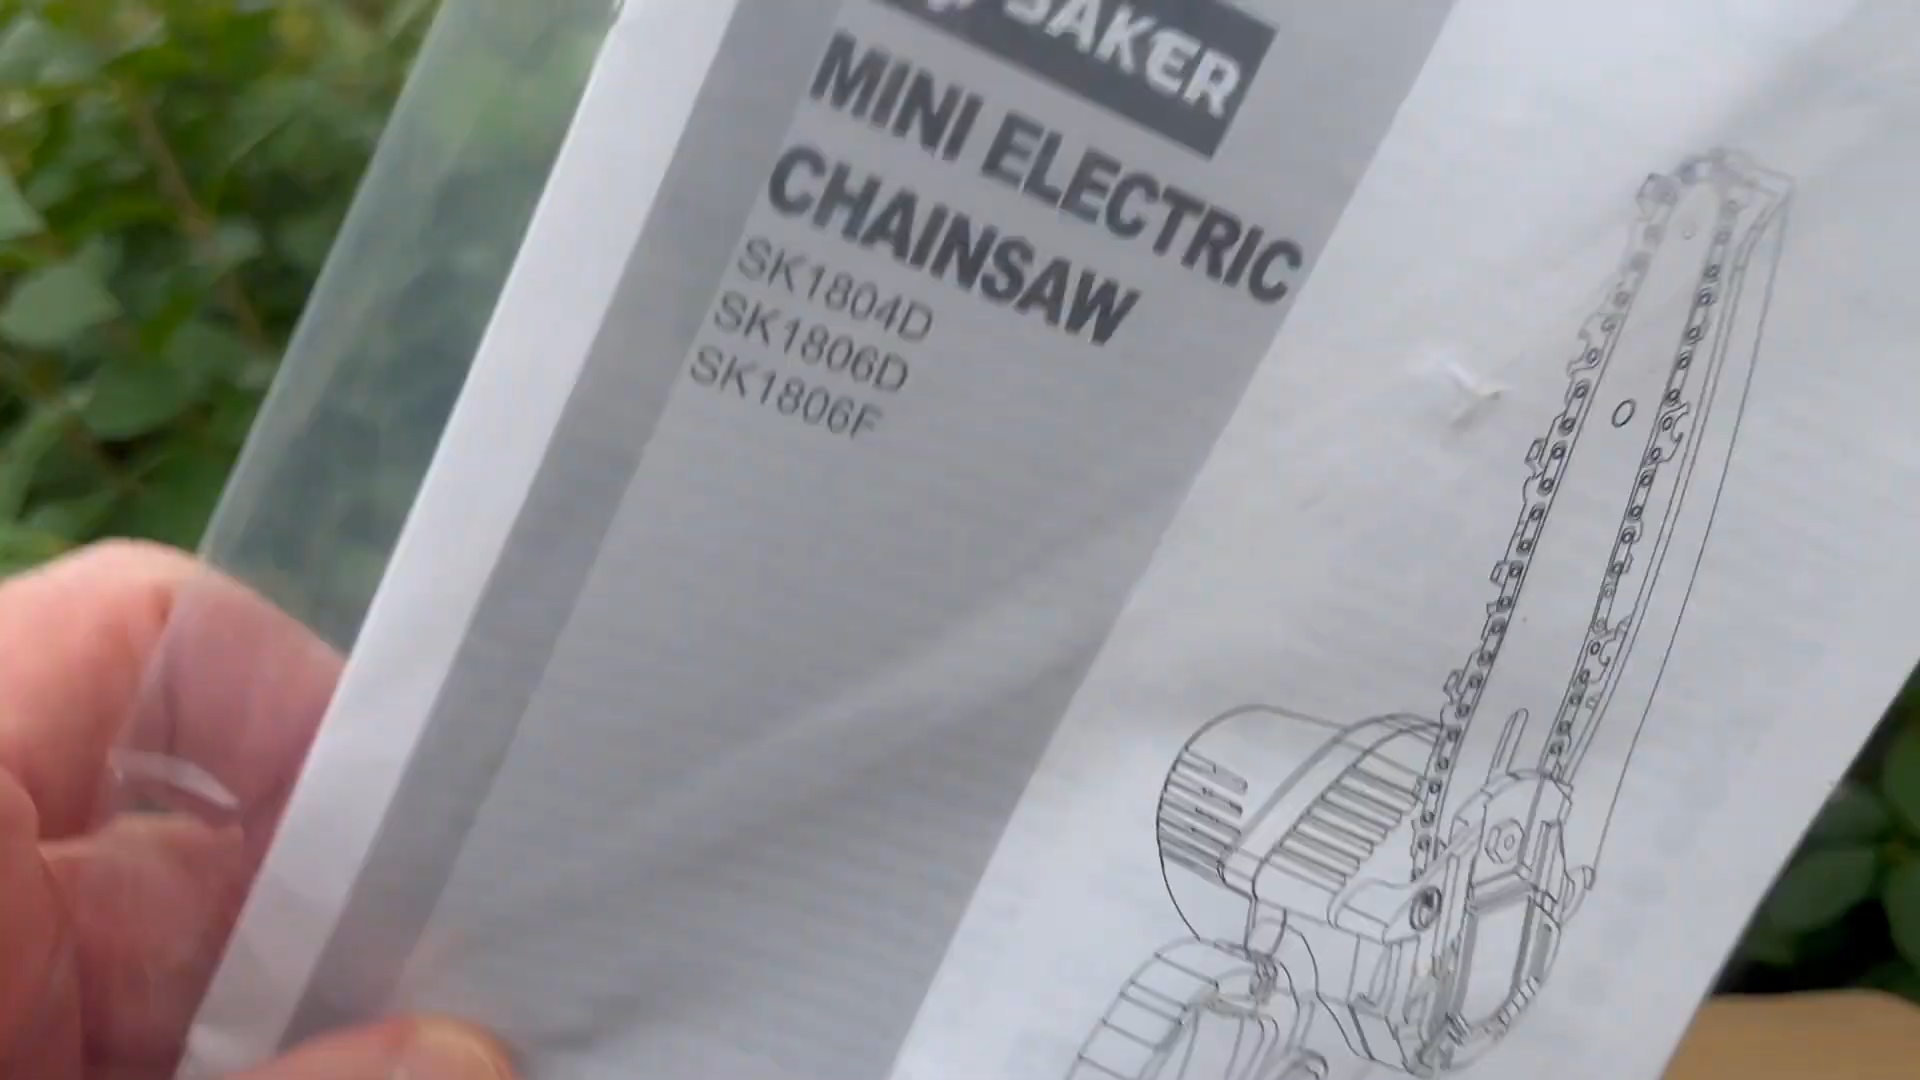 SAKER
MINI ELECTRIC
CHAINSAW
SK1804D
SK1806D
SK1806F